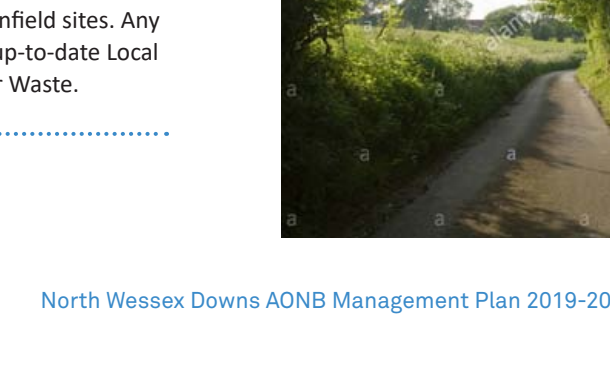 nfield sites. Any
up-to-date Local
r Waste.
a
a
a
a
a
a
North Wessex Downs AONB Management Plan 2019-20